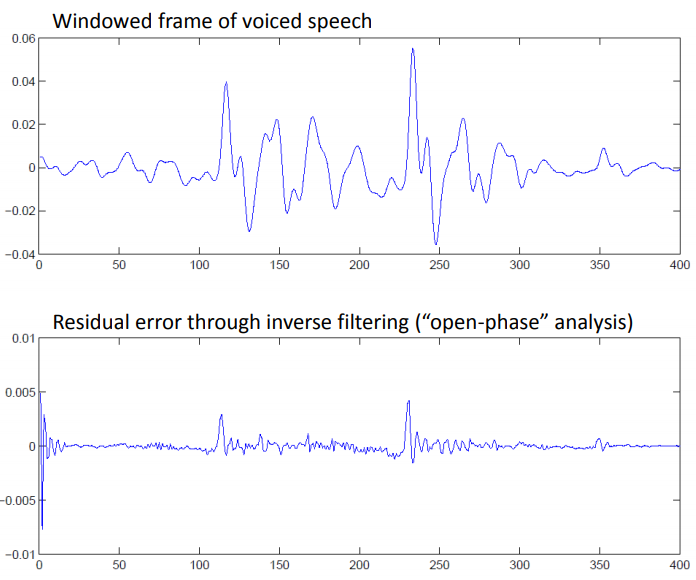 Windowed frame of voiced speech
0.06
0.04
0.02
0
−0.02
−0.04
0 50 100 150 200 250 300 350 400
Residual error through inverse filtering (“open-phase” analysis)
0.01
0.005
0
−0.005
−0.01
0 50 100 150 200 250 300 350 400